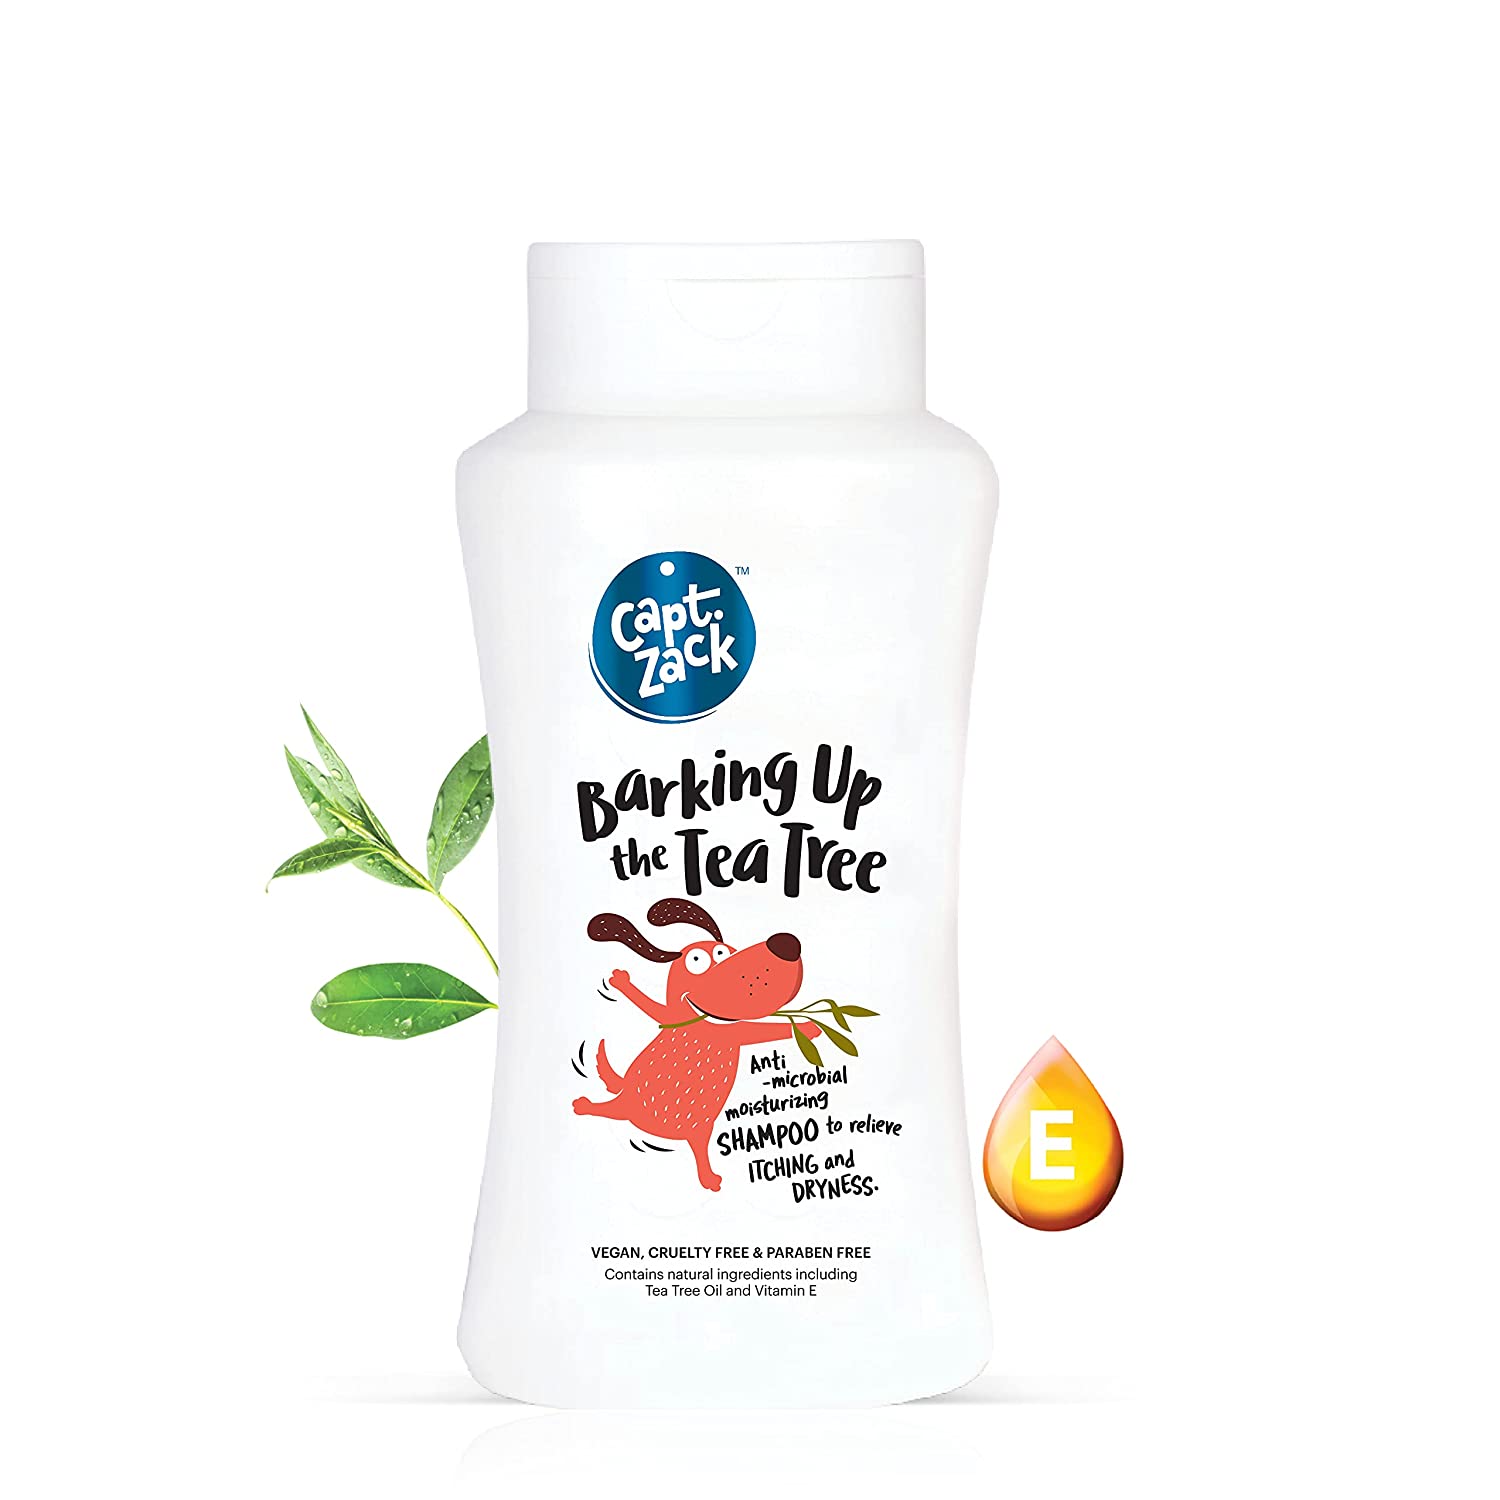 Capt.
Zack
TM
Barking Up
the Tea Tree
Anti
-microbial
moisturizing
SHAMPOO to relieve
ITCHING and
DRYNESS.
VEGAN, CRUELTY FREE & PARABEN FREE
Contains natural ingredients including
Tea Tree Oil and Vitamin E
E